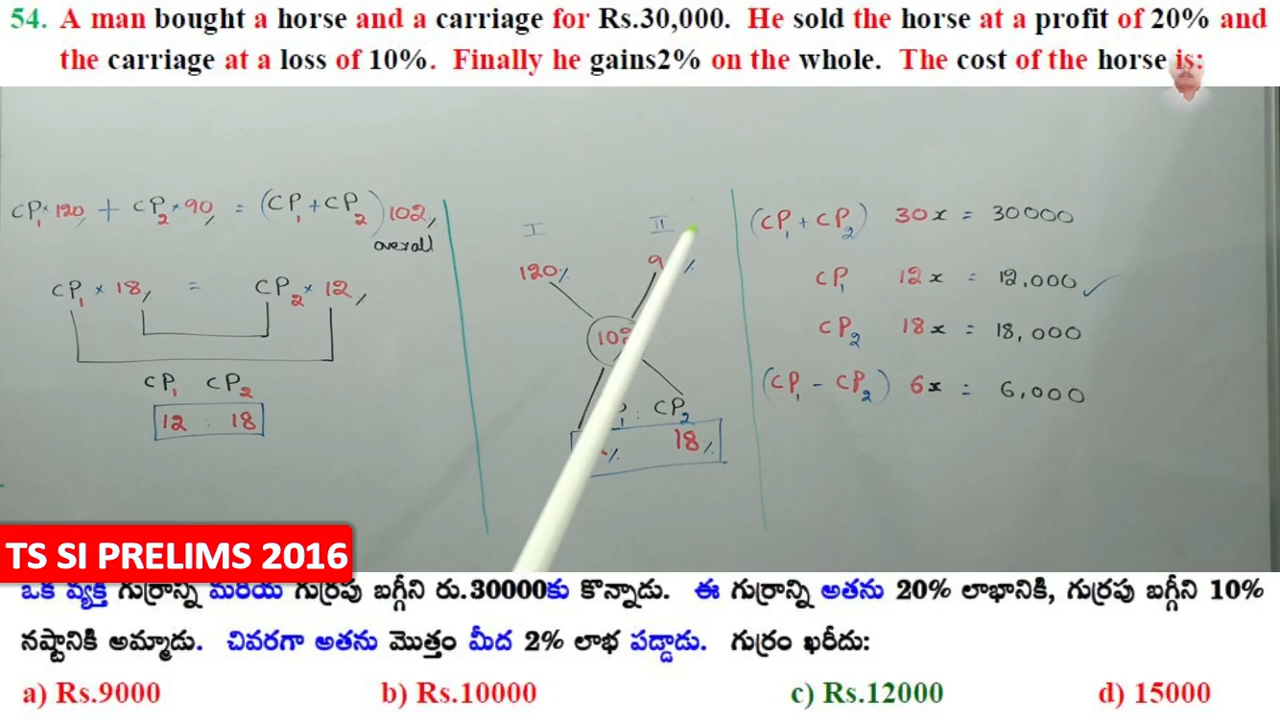 54. A man bought a horse and a carriage for Rs.30,000. He sold the horse at a profit of 20% and
the carriage at a loss of 10%. Finally he gains2% on the whole. The cost of the horse is:
CP₁ × 120% + CP₂ × 90% = (CP₁ + CP₂) 102%
overall
CP₁ × 18% = CP₂ × 12%
CP₁ CP₂
12 : 18
I II
120% 9 %
: CP₂
% 18%
(CP₁ + CP₂) 30x = 30000
CP₁ 12x = 12,000 ✓
CP₂ 18x = 18,000
(CP₁ - CP₂) 6x = 6,000
TS SI PRELIMS 2016
ఒక వ్యక్తి గుర్రాన్ని మరియు గుర్రపు బగ్గీని రు.30000కు కొన్నాడు. ఈ గుర్రాన్ని అతను 20% లాభానికి, గుర్రపు బగ్గీని 10%
నష్టానికి అమ్మాడు. చివరగా అతను మొత్తం మీద 2% లాభ పడ్డాడు. గుర్రం ఖరీదు:
a) Rs.9000 b) Rs.10000 c) Rs.12000 d) 15000